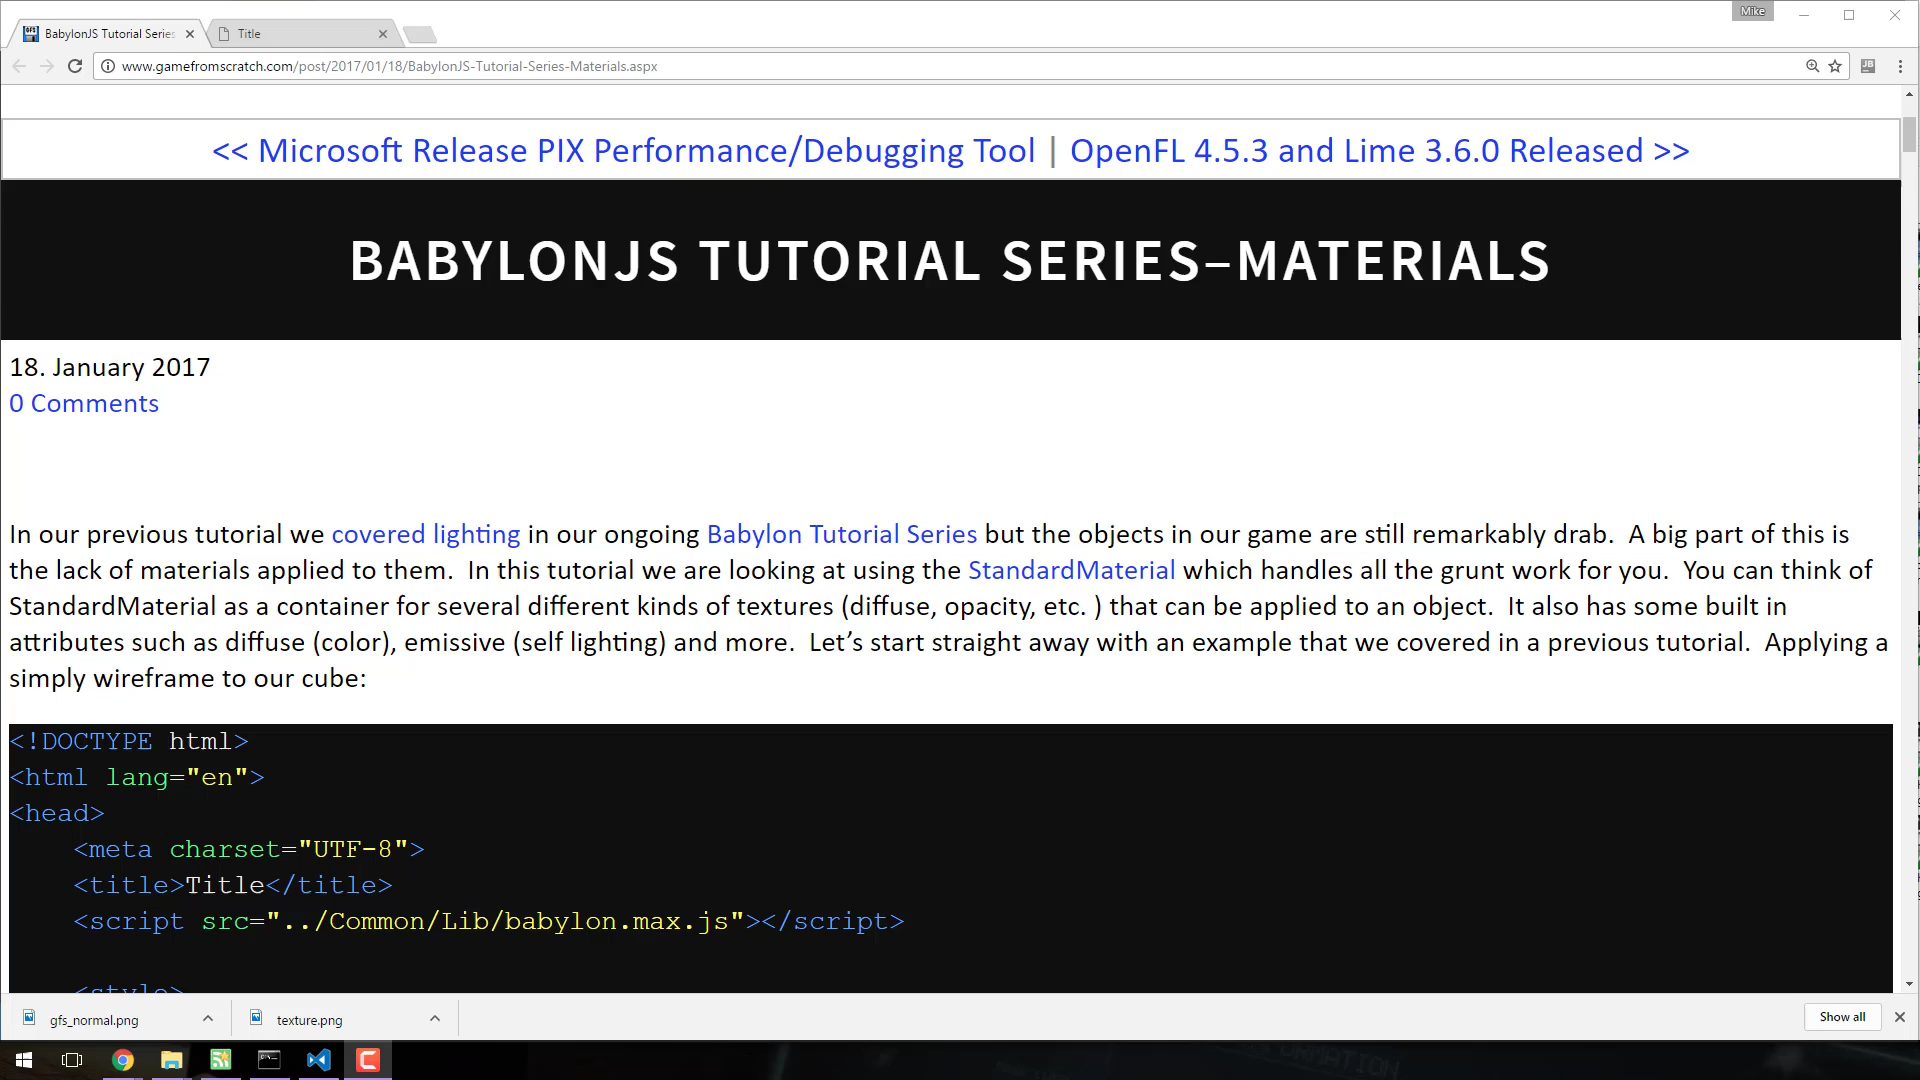 Mike
BabylonJS Tutorial Series
Title
www.gamefromscratch.com/post/2017/01/18/BabylonJS-Tutorial-Series-Materials.aspx
JB
<< Microsoft Release PIX Performance/Debugging Tool | OpenFL 4.5.3 and Lime 3.6.0 Released >>
BABYLONJS TUTORIAL SERIES–MATERIALS
18. January 2017
0 Comments
In our previous tutorial we covered lighting in our ongoing Babylon Tutorial Series but the objects in our game are still remarkably drab.  A big part of this is
the lack of materials applied to them.  In this tutorial we are looking at using the StandardMaterial which handles all the grunt work for you.  You can think of
StandardMaterial as a container for several different kinds of textures (diffuse, opacity, etc. ) that can be applied to an object.  It also has some built in
attributes such as diffuse (color), emissive (self lighting) and more.  Let’s start straight away with an example that we covered in a previous tutorial.  Applying a
simply wireframe to our cube:
<!DOCTYPE html>
<html lang="en">
<head>
    <meta charset="UTF-8">
    <title>Title</title>
    <script src="../Common/Lib/babylon.max.js"></script>
    <style>
gfs_normal.png
texture.png
Show all